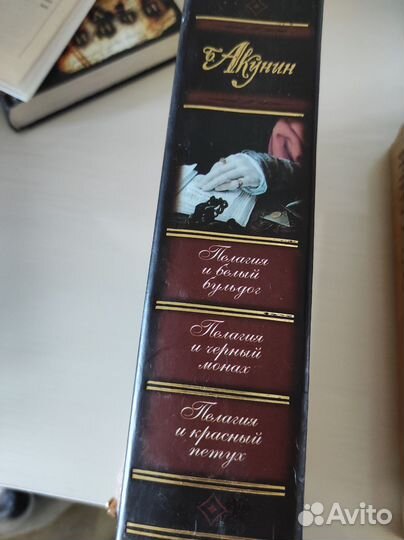 Б Акунин
Пелагия
и белый
бульдог
Пелагия
и черный
монах
Пелагия
и красный
петух
Avito